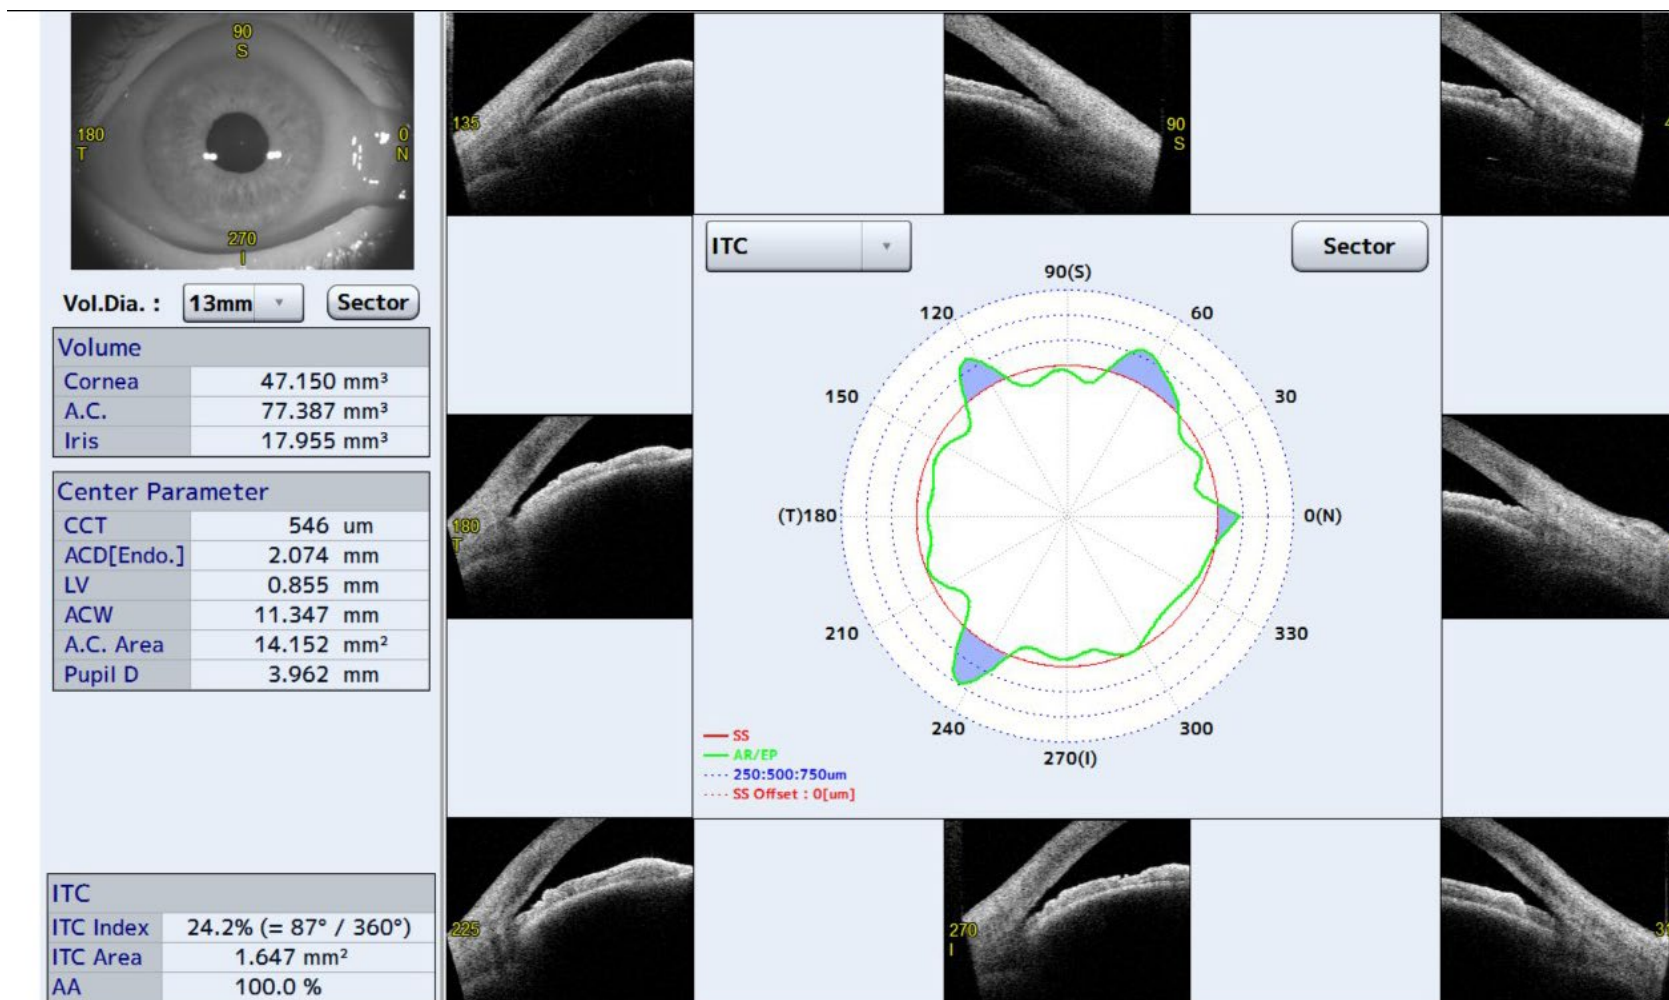 90
S
180
T
0
N
270
I
Vol.Dia. : 13mm Sector
Volume
Cornea 47.150 mm³
A.C. 77.387 mm³
Iris 17.955 mm³
Center Parameter
CCT 546 um
ACD[Endo.] 2.074 mm
LV 0.855 mm
ACW 11.347 mm
A.C. Area 14.152 mm²
Pupil D 3.962 mm
ITC
ITC Index 24.2% (= 87° / 360°)
ITC Area 1.647 mm²
AA 100.0 %
135
90
S
180
T
225
270
I
ITC Sector
90(S)
120 60
150 30
(T)180 0(N)
210 330
240 300
270(I)
SS
AR/EP
250:500:750um
SS Offset : 0[um]